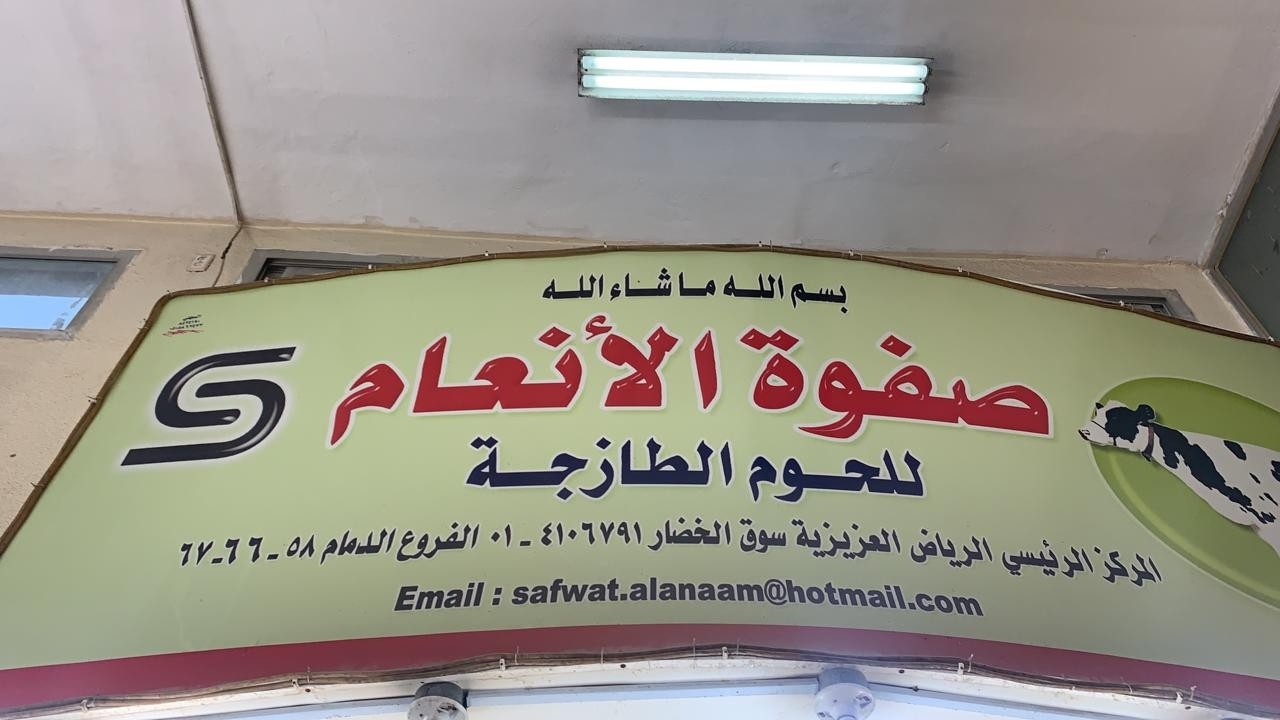 بسم الله ما شاء الله
صفوة الأنعام
للحوم الطازجة
المركز الرئيسي الرياض العزيزية سوق الخضار ٤١٠٦٧٩١ - ٠١ الفروع الدمام ٥٨ - ٦٦ - ٦٧
Email : safwat.alanaam@hotmail.com